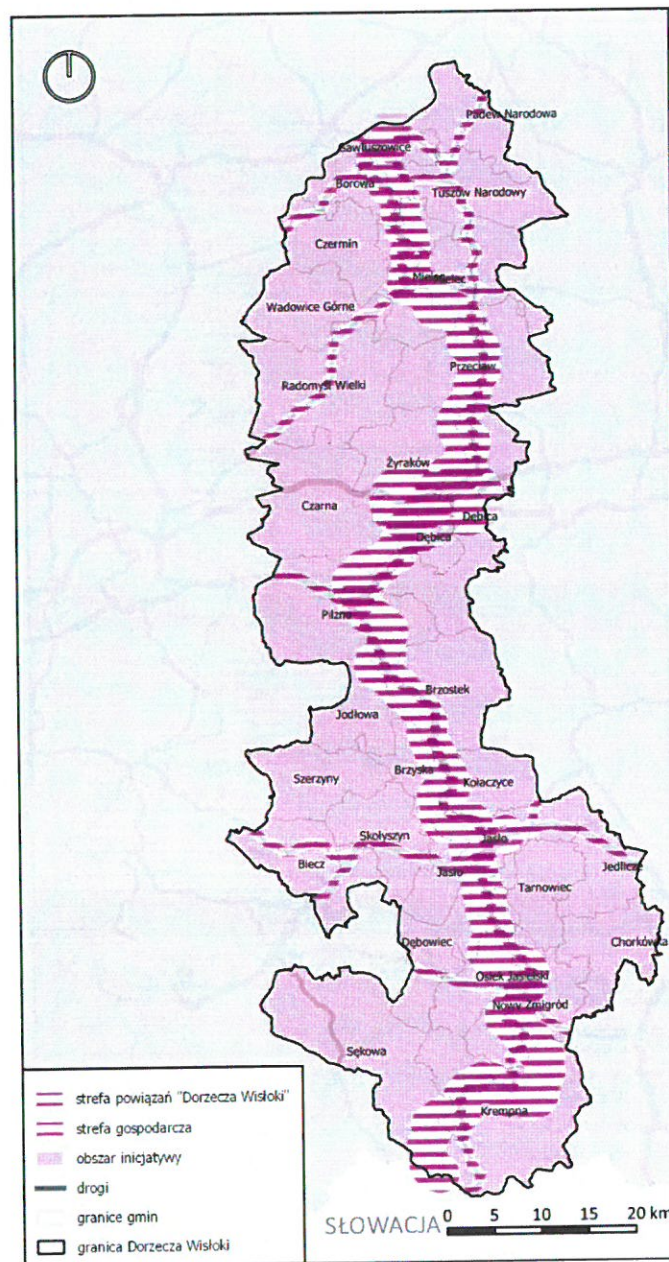 Padew Narodowa
Gawłuszowice
Borowa
Tuszów Narodowy
Czermin
Mielec
Mielec
Wadowice Górne
Przecław
Radomyśl Wielki
Żyraków
Czarna
Dębica
Dębica
Pilzno
Brzostek
Jodłowa
Brzyska
Kołaczyce
Szerzyny
Skołyszyn
Jasło
Biecz
Jasło
Jedlicze
Tarnowiec
Dębowiec
Chorkówka
Osiek Jasielski
Nowy Żmigród
Sękowa
Krempna
strefa powiązań "Dorzecza Wisłoki"
strefa gospodarcza
obszar inicjatywy
drogi
granice gmin
granica Dorzecza Wisłoki
SŁOWACJA
0 5 10 15 20 km